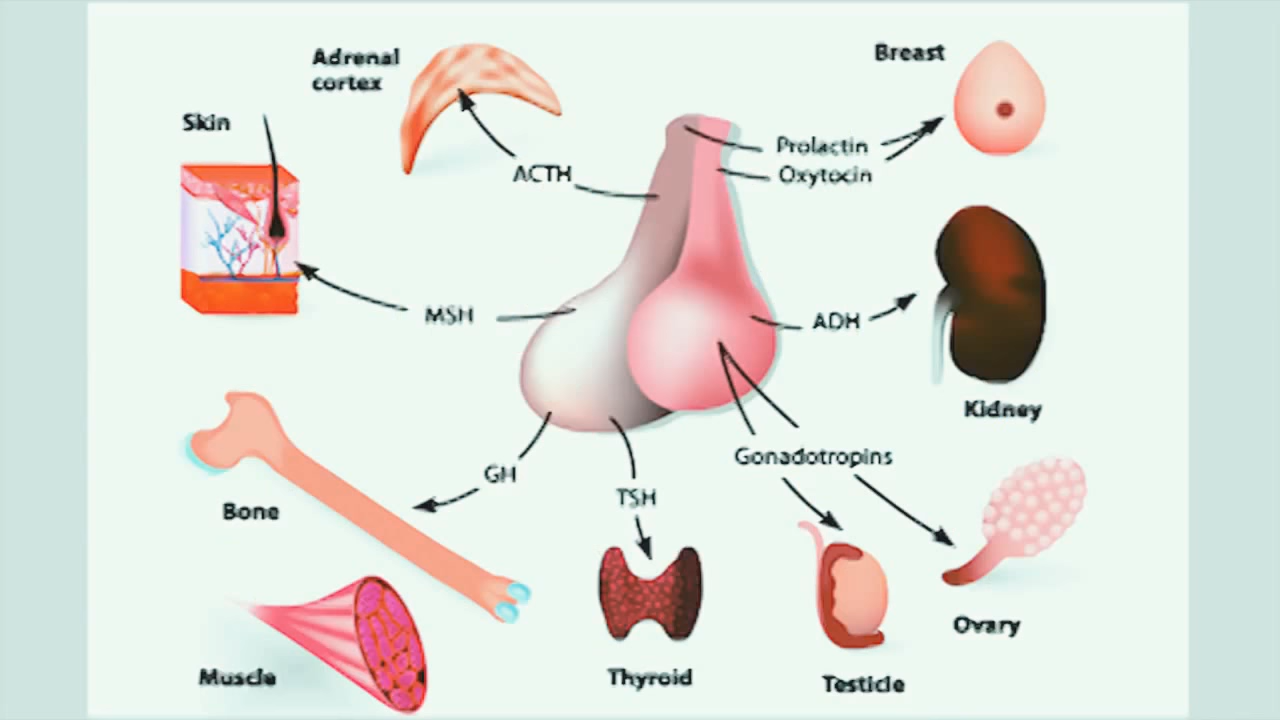 Adrenal
cortex
Breast
Skin
Prolactin
Oxytocin
ACTH
MSH
ADH
Kidney
Gonadotropins
GH
TSH
Bone
Ovary
Muscle
Thyroid
Testicle